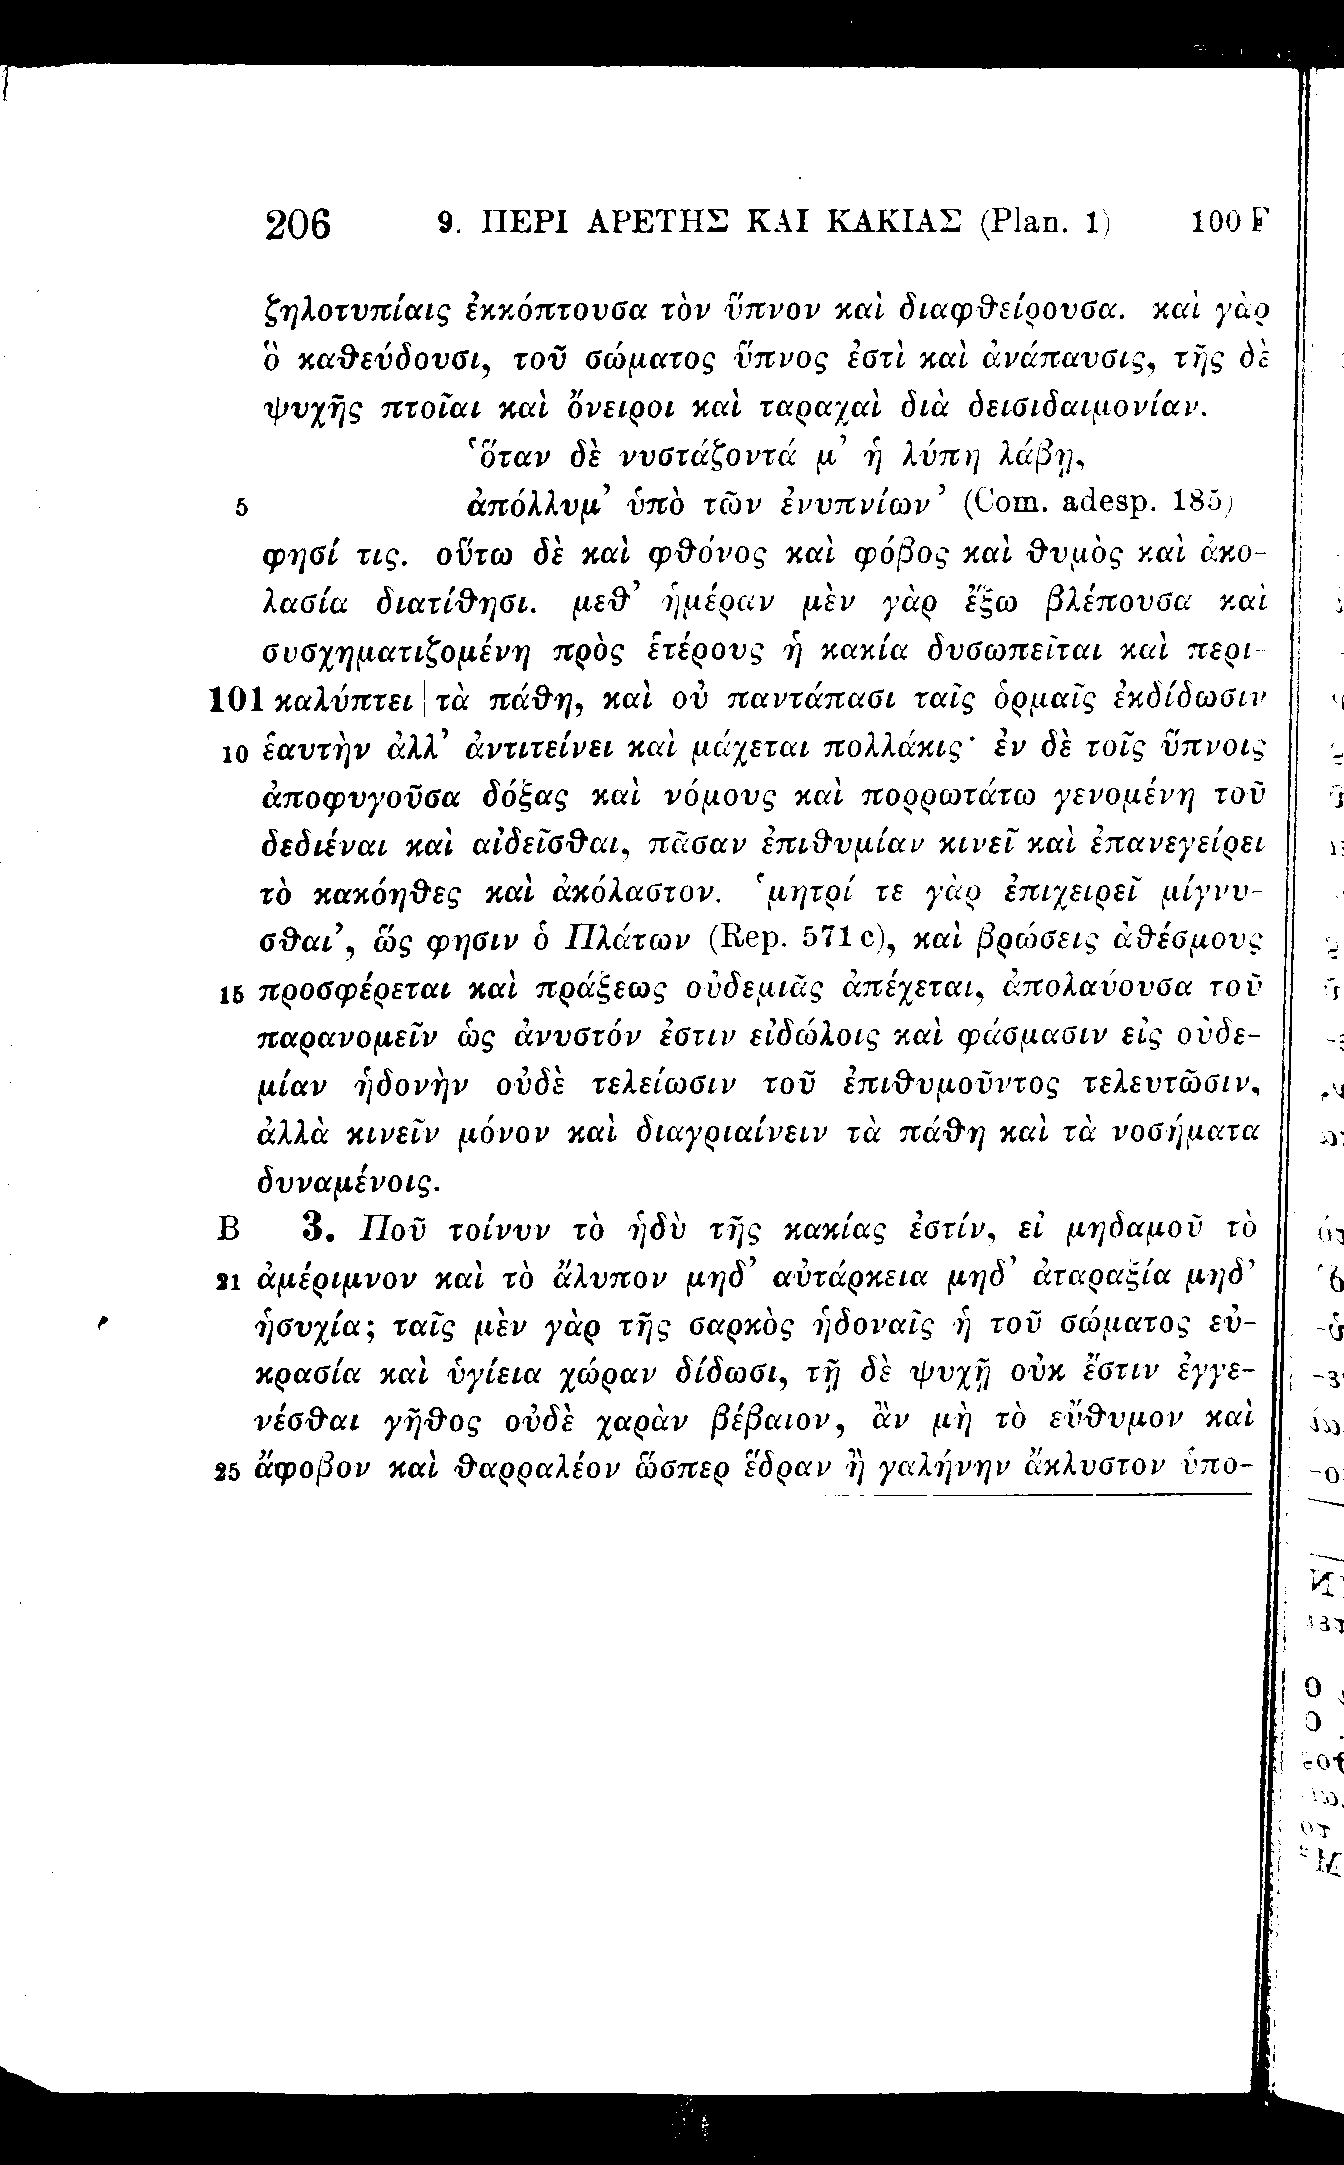 206 9. ΠΕΡΙ ΑΡΕΤΗΣ ΚΑΙ ΚΑΚΙΑΣ (Plan. 1) 100 F
ζηλοτυπίαις ἐκκόπτουσα τὸν ὕπνον καὶ διαφθείρουσα. καὶ γὰρ
ὃ καθεύδουσι, τοῦ σώματος ὕπνος ἐστὶ καὶ ἀνάπαυσις, τῆς δὲ
ψυχῆς πτοῖαι καὶ ὄνειροι καὶ ταραχαὶ διὰ δεισιδαιμονίαν.
‘ὅταν δὲ νυστάζοντά μ’ ἡ λύπη λάβῃ,
5 ἀπόλλυμ’ ὑπὸ τῶν ἐνυπνίων’ (Com. adesp. 185)
φησί τις. οὕτω δὲ καὶ φθόνος καὶ φόβος καὶ θυμὸς καὶ ἀκο-
λασία διατίθησι. μεθ’ ἡμέραν μὲν γὰρ ἔξω βλέπουσα καὶ
συσχηματιζομένη πρὸς ἑτέρους ἡ κακία δυσωπεῖται καὶ περι-
101 καλύπτει | τὰ πάθη, καὶ οὐ παντάπασι ταῖς ὁρμαῖς ἐκδίδωσιν
10 ἑαυτὴν ἀλλ’ ἀντιτείνει καὶ μάχεται πολλάκις· ἐν δὲ τοῖς ὕπνοις
ἀποφυγοῦσα δόξας καὶ νόμους καὶ πορρωτάτω γενομένη τοῦ
δεδιέναι καὶ αἰδεῖσθαι, πᾶσαν ἐπιθυμίαν κινεῖ καὶ ἐπανεγείρει
τὸ κακόηθες καὶ ἀκόλαστον. ‘μητρί τε γὰρ ἐπιχειρεῖ μίγνυ-
σθαι’, ὥς φησιν ὁ Πλάτων (Rep. 571 c), καὶ βρώσεις ἀθέσμους
15 προσφέρεται καὶ πράξεως οὐδεμιᾶς ἀπέχεται, ἀπολαύουσα τοῦ
παρανομεῖν ὡς ἀνυστόν ἐστιν εἰδώλοις καὶ φάσμασιν εἰς οὐδε-
μίαν ἡδονὴν οὐδὲ τελείωσιν τοῦ ἐπιθυμοῦντος τελευτῶσιν,
ἀλλὰ κινεῖν μόνον καὶ διαγριαίνειν τὰ πάθη καὶ τὰ νοσήματα
δυναμένοις.
B 3. Ποῦ τοίνυν τὸ ἡδὺ τῆς κακίας ἐστίν, εἰ μηδαμοῦ τὸ
21 ἀμέριμνον καὶ τὸ ἄλυπον μηδ’ αὐτάρκεια μηδ’ ἀταραξία μηδ’
ἡσυχία; ταῖς μὲν γὰρ τῆς σαρκὸς ἡδοναῖς ἡ τοῦ σώματος εὐ-
κρασία καὶ ὑγίεια χώραν δίδωσι, τῇ δὲ ψυχῇ οὐκ ἔστιν ἐγγε-
νέσθαι γῆθος οὐδὲ χαρὰν βέβαιον, ἂν μὴ τὸ εὔθυμον καὶ
25 ἄφοβον καὶ θαρραλέον ὥσπερ ἕδραν ἢ γαλήνην ἄκλυστον ὑπο-